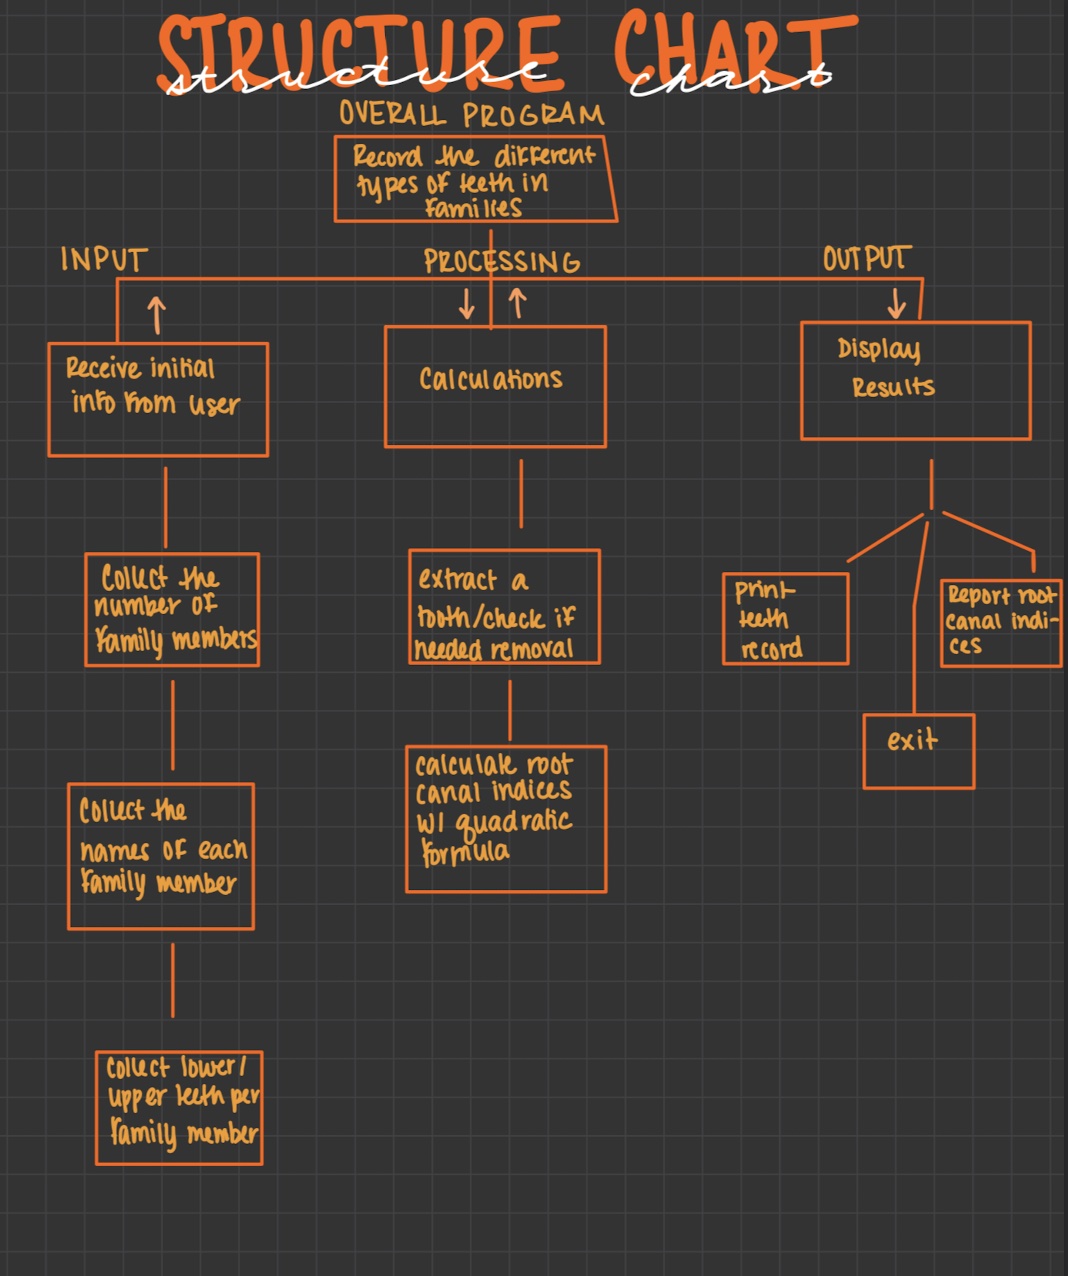 STRUCTURE CHART
structure chart
OVERALL PROGRAM
Record the different
types of teeth in
families
INPUT
PROCESSING
OUTPUT
Receive initial
info from user
Calculations
Display
Results
Collect the
number of
family members
extract a
tooth/check if
needed removal
print
teeth
record
Report root
canal indi-
ces
exit
Collect the
names of each
family member
calculate root
canal indices
w/ quadratic
formula
collect lower/
upper teeth per
family member